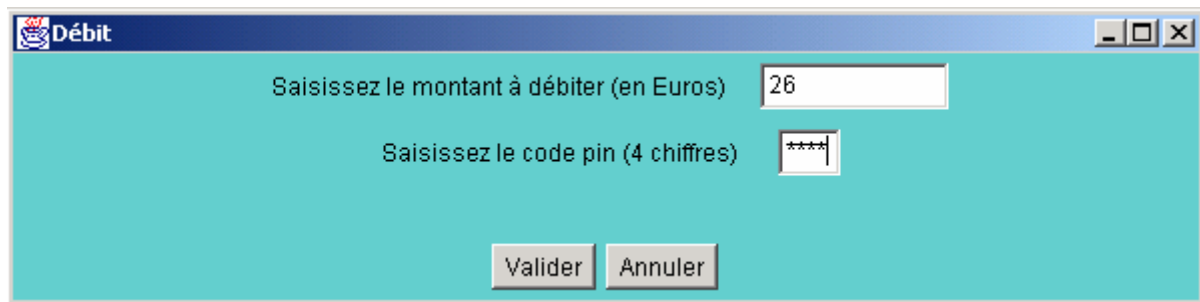 Débit
Saisissez le montant à débiter (en Euros) 26
Saisissez le code pin (4 chiffres) ****
Valider Annuler